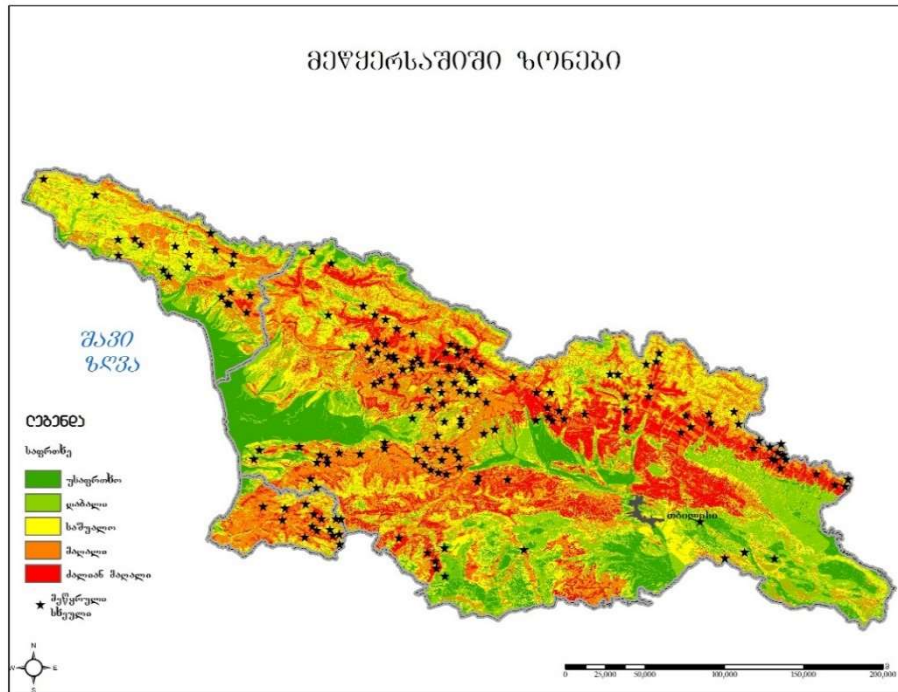 მეწყერსაშიში ზონები
შავი
ზღვა
თბილისი
ლეგენდა
საფრთხე
უსაფრთხო
დაბალი
საშუალო
მაღალი
ძალიან მაღალი
მეწყრული
სხეული
N
W E
S
0 25,000 50,000 100,000 150,000 200,000